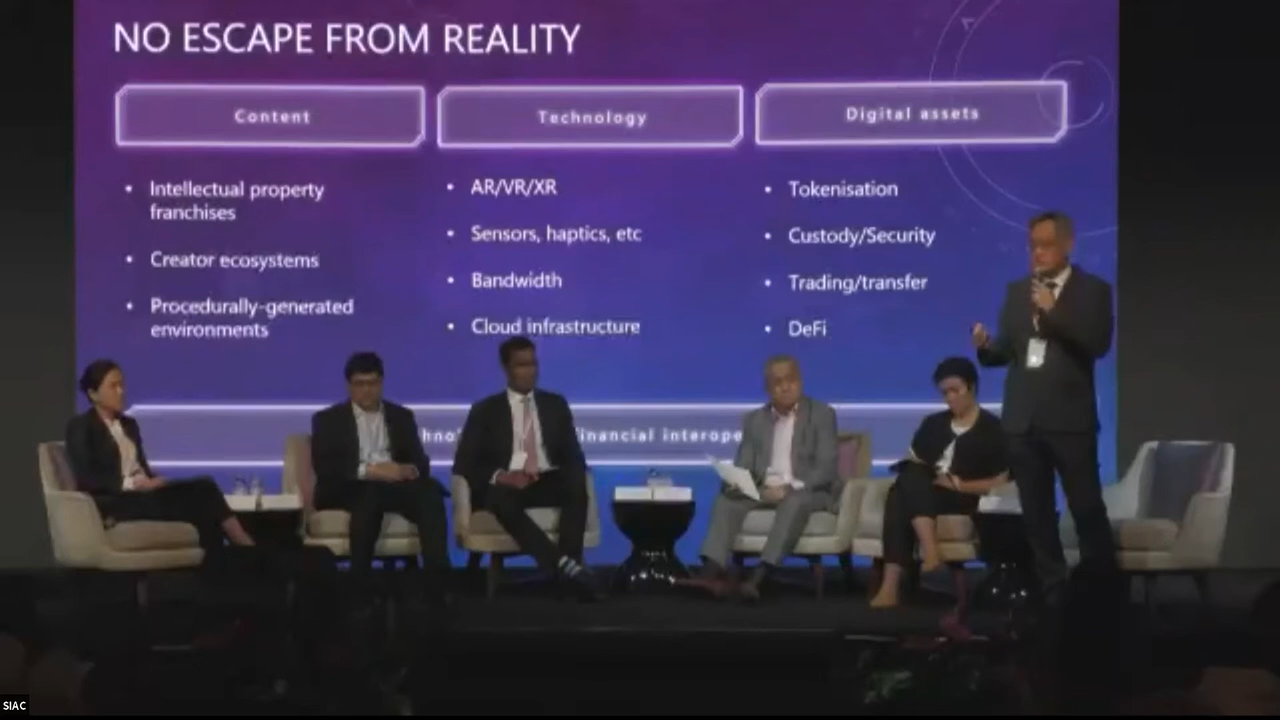 NO ESCAPE FROM REALITY
Content
Technology
Digital assets
• Intellectual property
franchises
• Creator ecosystems
• Procedurally-generated
environments
• AR/VR/XR
• Sensors, haptics, etc
• Bandwidth
• Cloud infrastructure
• Tokenisation
• Custody/Security
• Trading/transfer
• DeFi
SIAC